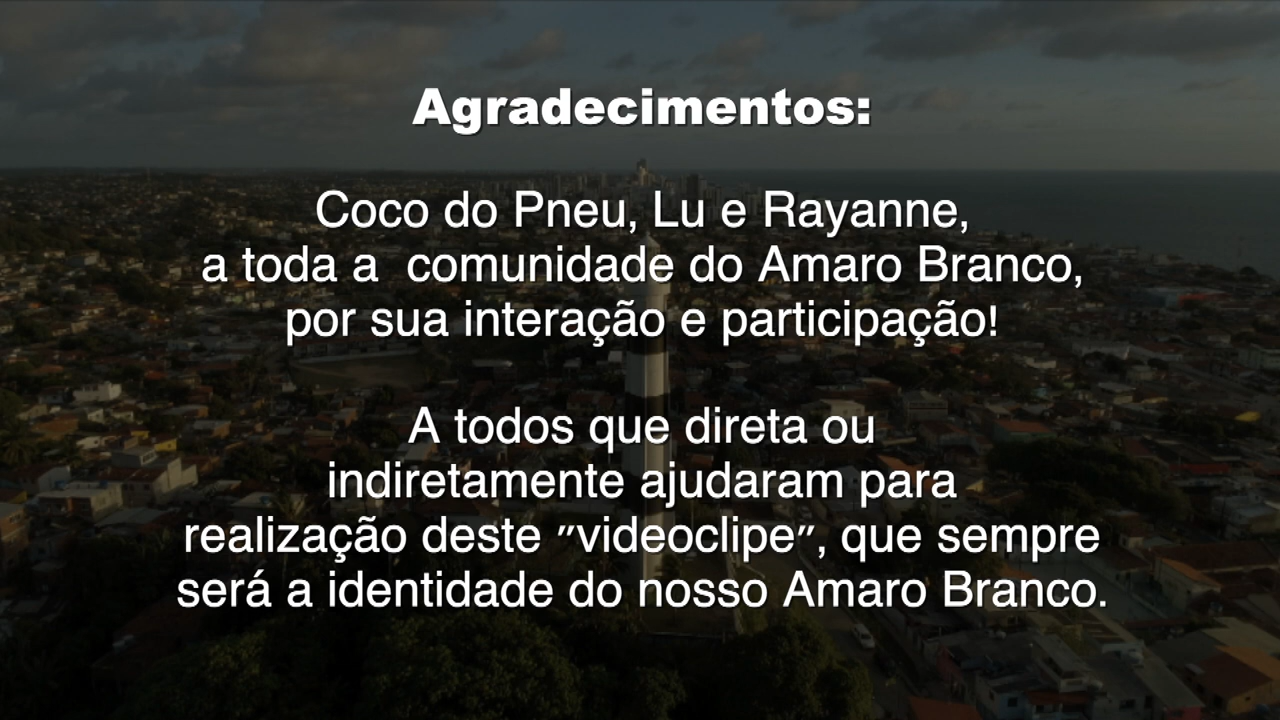 Agradecimentos:
Coco do Pneu, Lu e Rayanne,
a toda a  comunidade do Amaro Branco,
por sua interação e participação!
A todos que direta ou
indiretamente ajudaram para
realização deste "videoclipe", que sempre
será a identidade do nosso Amaro Branco.